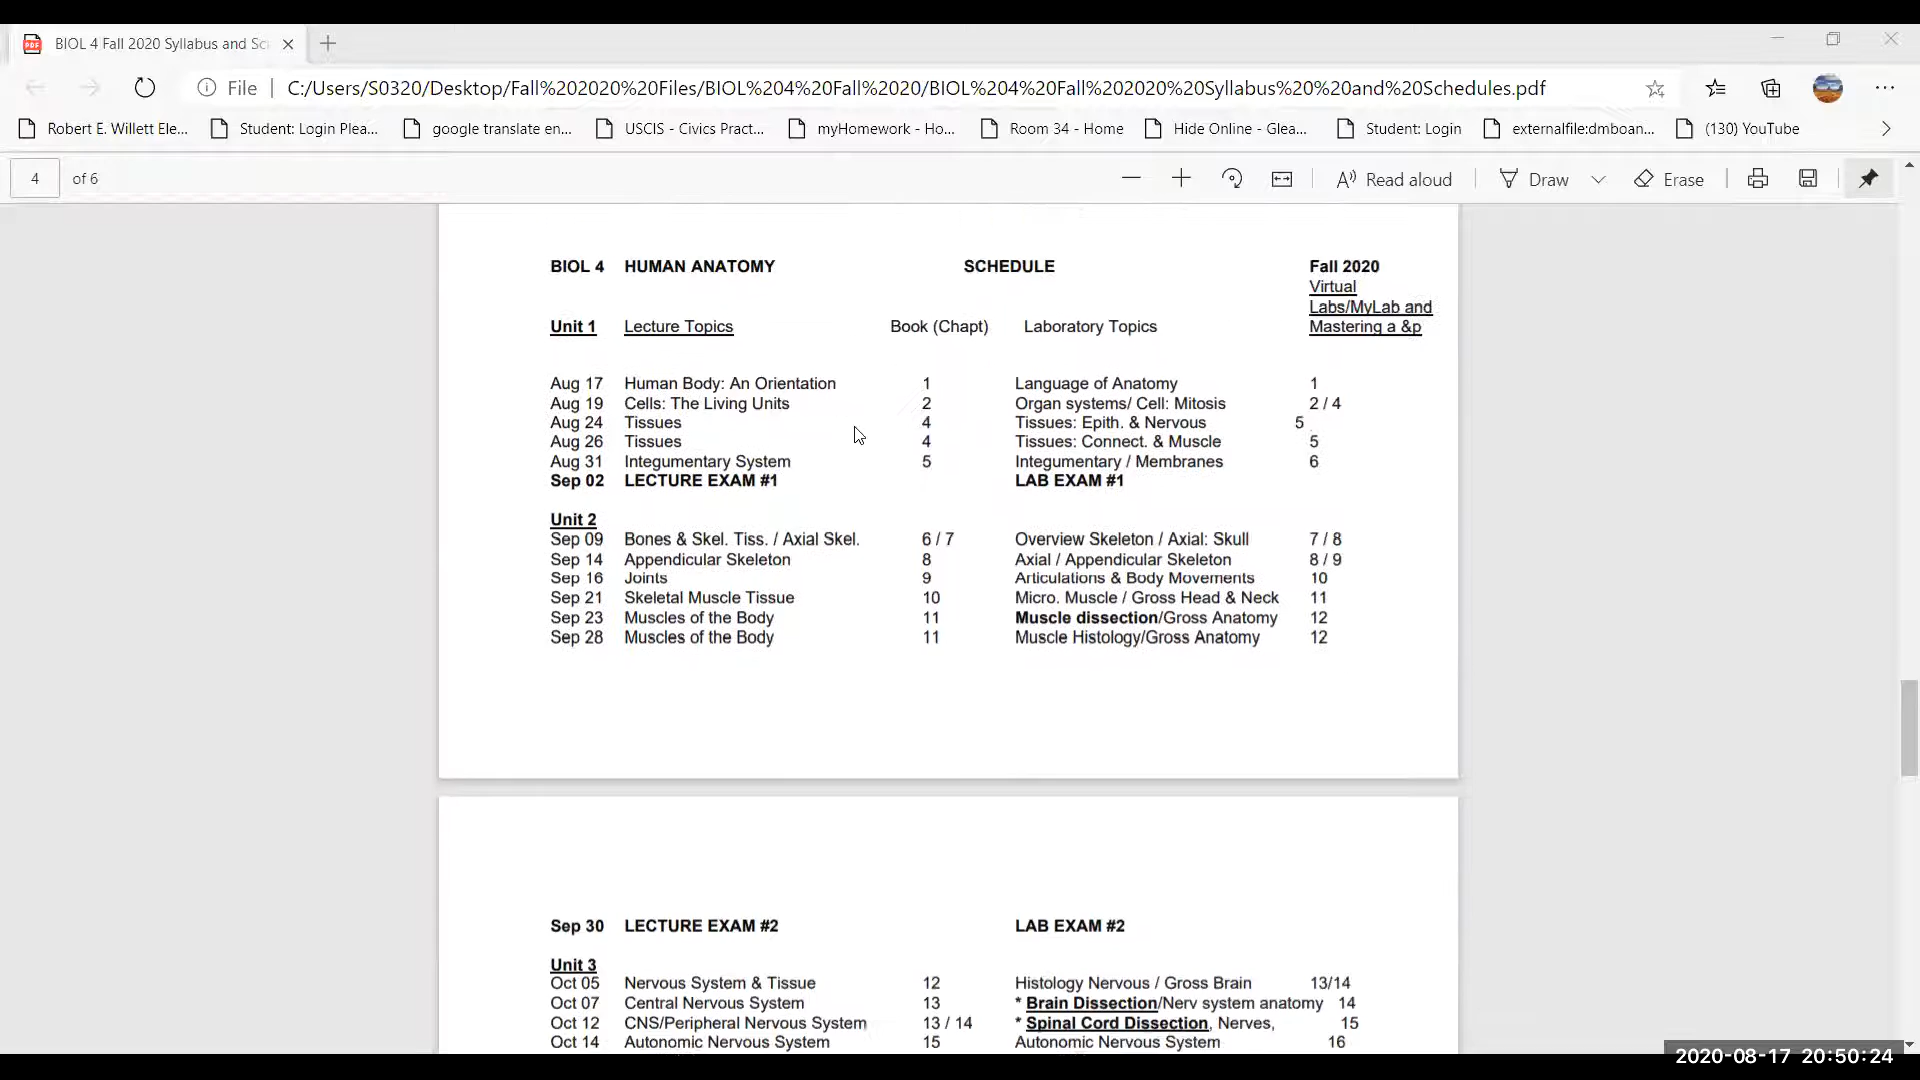 BIOL 4 Fall 2020 Syllabus and Sc
File
C:/Users/S0320/Desktop/Fall%202020%20Files/BIOL%204%20Fall%2020/BIOL%204%20Fall%202020%20Syllabus%20%20and%20Schedules.pdf
Robert E. Willett Ele... Student: Login Plea... google translate en... USCIS - Civics Pract... myHomework - Ho... Room 34 - Home Hide Online - Glea... Student: Login externalfile:dmboan... (130) YouTube
4 of 6 Read aloud Draw Erase
BIOL 4 HUMAN ANATOMY SCHEDULE Fall 2020
Virtual
Labs/MyLab and
Unit 1 Lecture Topics Book (Chapt) Laboratory Topics Mastering a &p
Aug 17 Human Body: An Orientation 1 Language of Anatomy 1
Aug 19 Cells: The Living Units 2 Organ systems/ Cell: Mitosis 2 / 4
Aug 24 Tissues 4 Tissues: Epith. & Nervous 5
Aug 26 Tissues 4 Tissues: Connect. & Muscle 5
Aug 31 Integumentary System 5 Integumentary / Membranes 6
Sep 02 LECTURE EXAM #1 LAB EXAM #1
Unit 2
Sep 09 Bones & Skel. Tiss. / Axial Skel. 6 / 7 Overview Skeleton / Axial: Skull 7 / 8
Sep 14 Appendicular Skeleton 8 Axial / Appendicular Skeleton 8 / 9
Sep 16 Joints 9 Articulations & Body Movements 10
Sep 21 Skeletal Muscle Tissue 10 Micro. Muscle / Gross Head & Neck 11
Sep 23 Muscles of the Body 11 Muscle dissection/Gross Anatomy 12
Sep 28 Muscles of the Body 11 Muscle Histology/Gross Anatomy 12
Sep 30 LECTURE EXAM #2 LAB EXAM #2
Unit 3
Oct 05 Nervous System & Tissue 12 Histology Nervous / Gross Brain 13/14
Oct 07 Central Nervous System 13 * Brain Dissection/Nerv system anatomy 14
Oct 12 CNS/Peripheral Nervous System 13 / 14 * Spinal Cord Dissection, Nerves, 15
Oct 14 Autonomic Nervous System 15 Autonomic Nervous System 16
2020-08-17 20:50:24